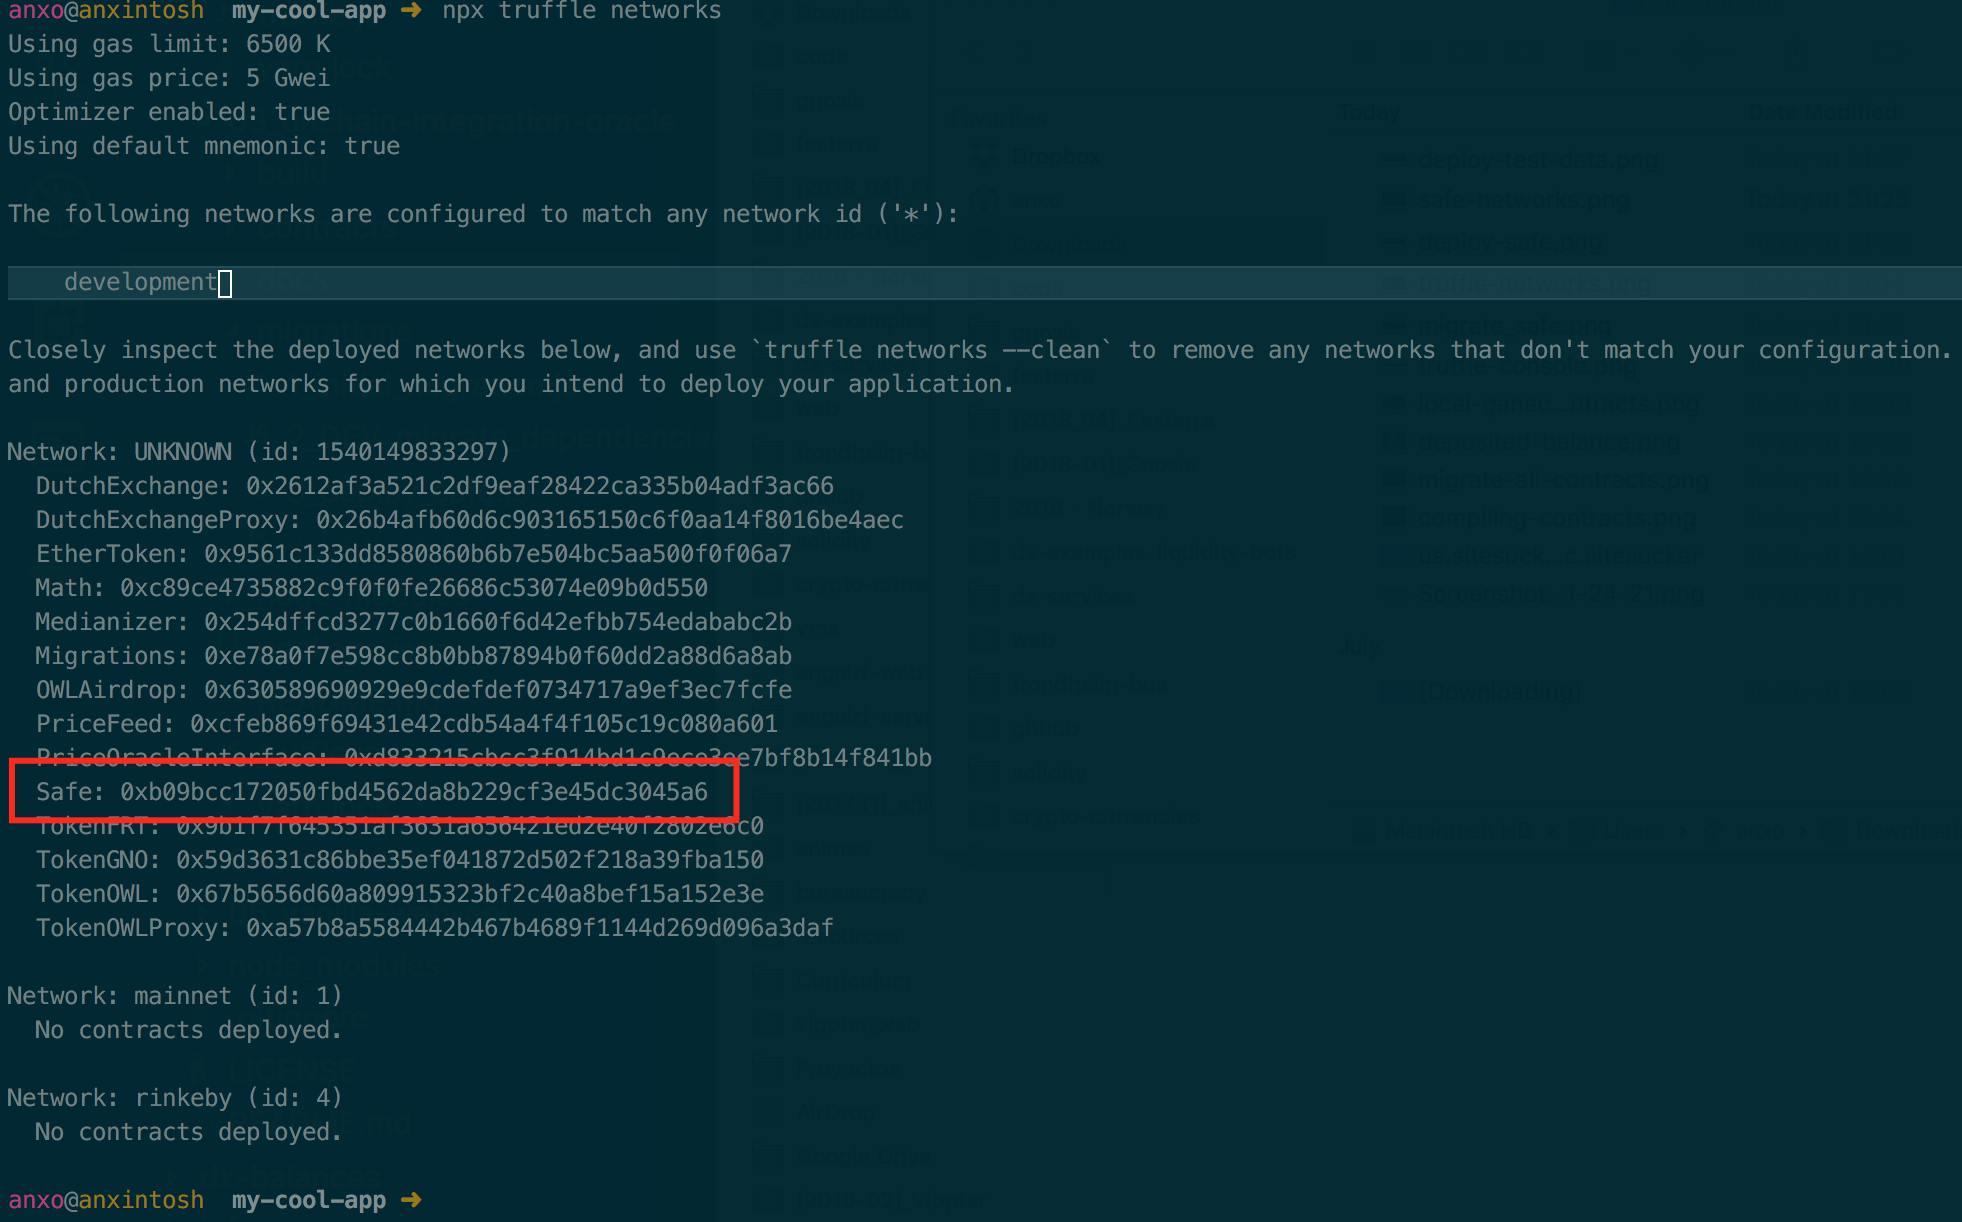 anxo@anxintosh my-cool-app ➜ npx truffle networks
Using gas limit: 6500 K
Using gas price: 5 Gwei
Optimizer enabled: true
Using default mnemonic: true
The following networks are configured to match any network id ('*'):
development
Closely inspect the deployed networks below, and use `truffle networks --clean` to remove any networks that don't match your configuration.
and production networks for which you intend to deploy your application.
Network: UNKNOWN (id: 1540149833297)
DutchExchange: 0x2612af3a521c2df9eaf28422ca335b04adf3ac66
DutchExchangeProxy: 0x26b4afb60d6c903165150c6f0aa14f8016be4aec
EtherToken: 0x9561c133dd8580860b6b7e504bc5aa500f0f06a7
Math: 0xc89ce4735882c9f0f0fe26686c53074e09b0d550
Medianizer: 0x254dffcd3277c0b1660f6d42efbb754edababc2b
Migrations: 0xe78a0f7e598cc8b0bb87894b0f60dd2a88d6a8ab
OWLAirdrop: 0x630589690929e9cdefdef0734717a9ef3ec7fcfe
PriceFeed: 0xcfeb869f69431e42cdb54a4f4f105c19c080a601
PriceOracleInterface: 0xd833215cbcc3f914bd1c9ece3ee7bf8b14f841bb
Safe: 0xb09bcc172050fbd4562da8b229cf3e45dc3045a6
TokenFRT: 0x9b1f7f645351af3631a656421ed2e40f2802e6c0
TokenGNO: 0x59d3631c86bbe35ef041872d502f218a39fba150
TokenOWL: 0x67b5656d60a809915323bf2c40a8bef15a152e3e
TokenOWLProxy: 0xa57b8a5584442b467b4689f1144d269d096a3daf
Network: mainnet (id: 1)
No contracts deployed.
Network: rinkeby (id: 4)
No contracts deployed.
anxo@anxintosh my-cool-app ➜